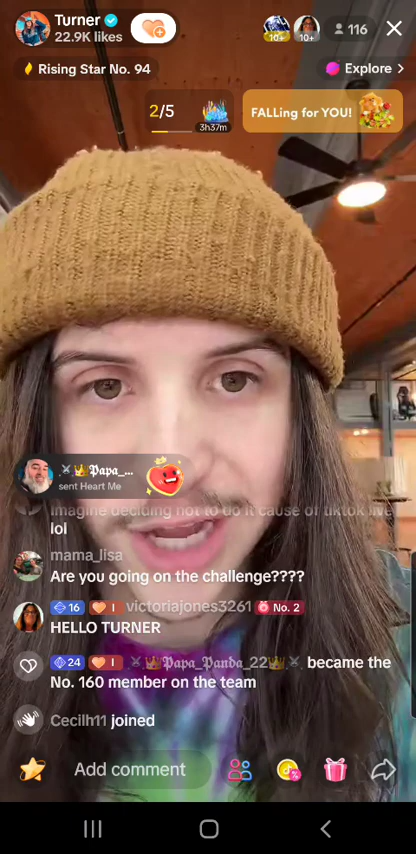 Turner
22.9K likes
10+
10+
116
Rising Star No. 94
Explore >
2/5
3h37m
FALLing for YOU!
⚔👑𝕻𝖆𝖕𝖆_...
sent Heart Me
Imagine deciding not to do it cause of tiktok live
lol
mama_lisa
Are you going on the challenge????
16 I victoriajones3261 No. 2
HELLO TURNER
24 I ⚔👑𝕻𝖆𝖕𝖆_𝕻𝖆𝖓𝖉𝖆_22👑⚔ became the
No. 160 member on the team
Cecilh11 joined
Add comment